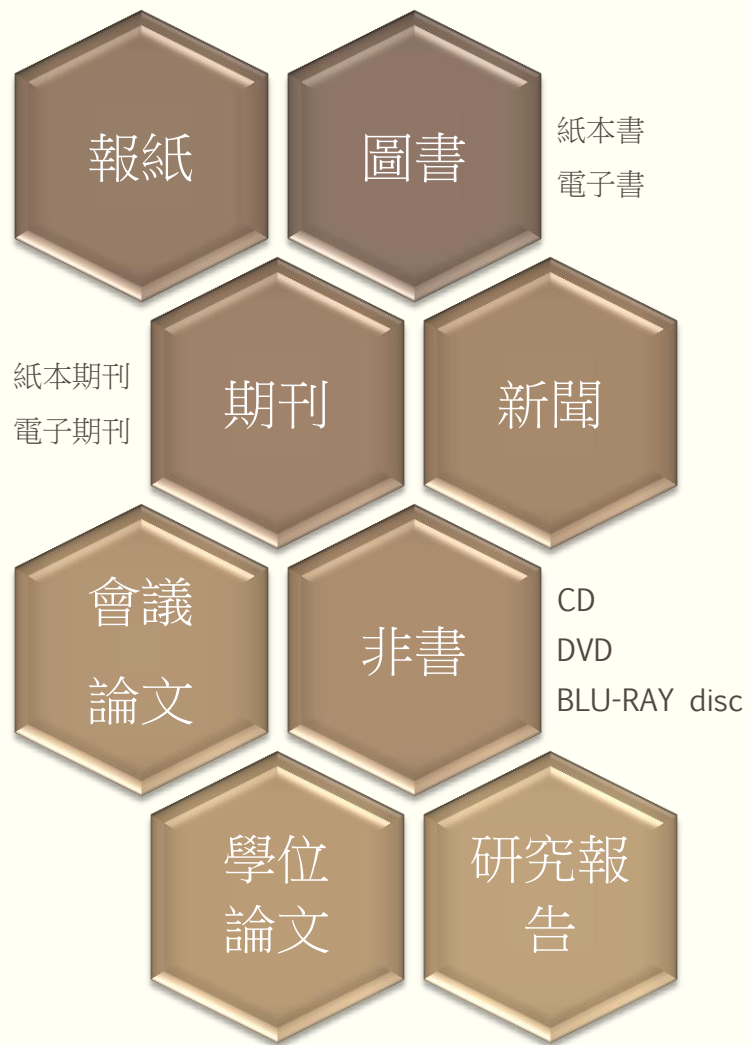 報紙
圖書
紙本書
電子書
紙本期刊
電子期刊
期刊
新聞
會議
論文
非書
CD
DVD
BLU-RAY disc
學位
論文
研究報
告